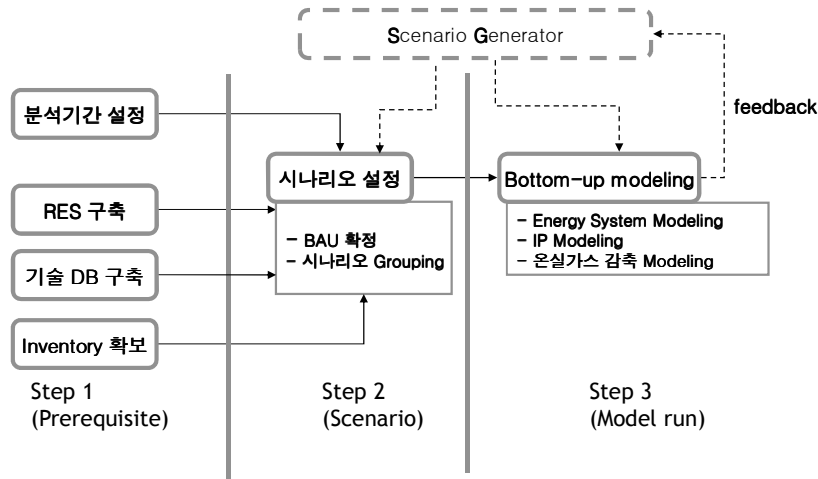 Scenario Generator
feedback
분석기간 설정
RES 구축
기술 DB 구축
Inventory 확보
시나리오 설정
- BAU 확정
- 시나리오 Grouping
Bottom-up modeling
- Energy System Modeling
- IP Modeling
- 온실가스 감축 Modeling
Step 1
(Prerequisite)
Step 2
(Scenario)
Step 3
(Model run)